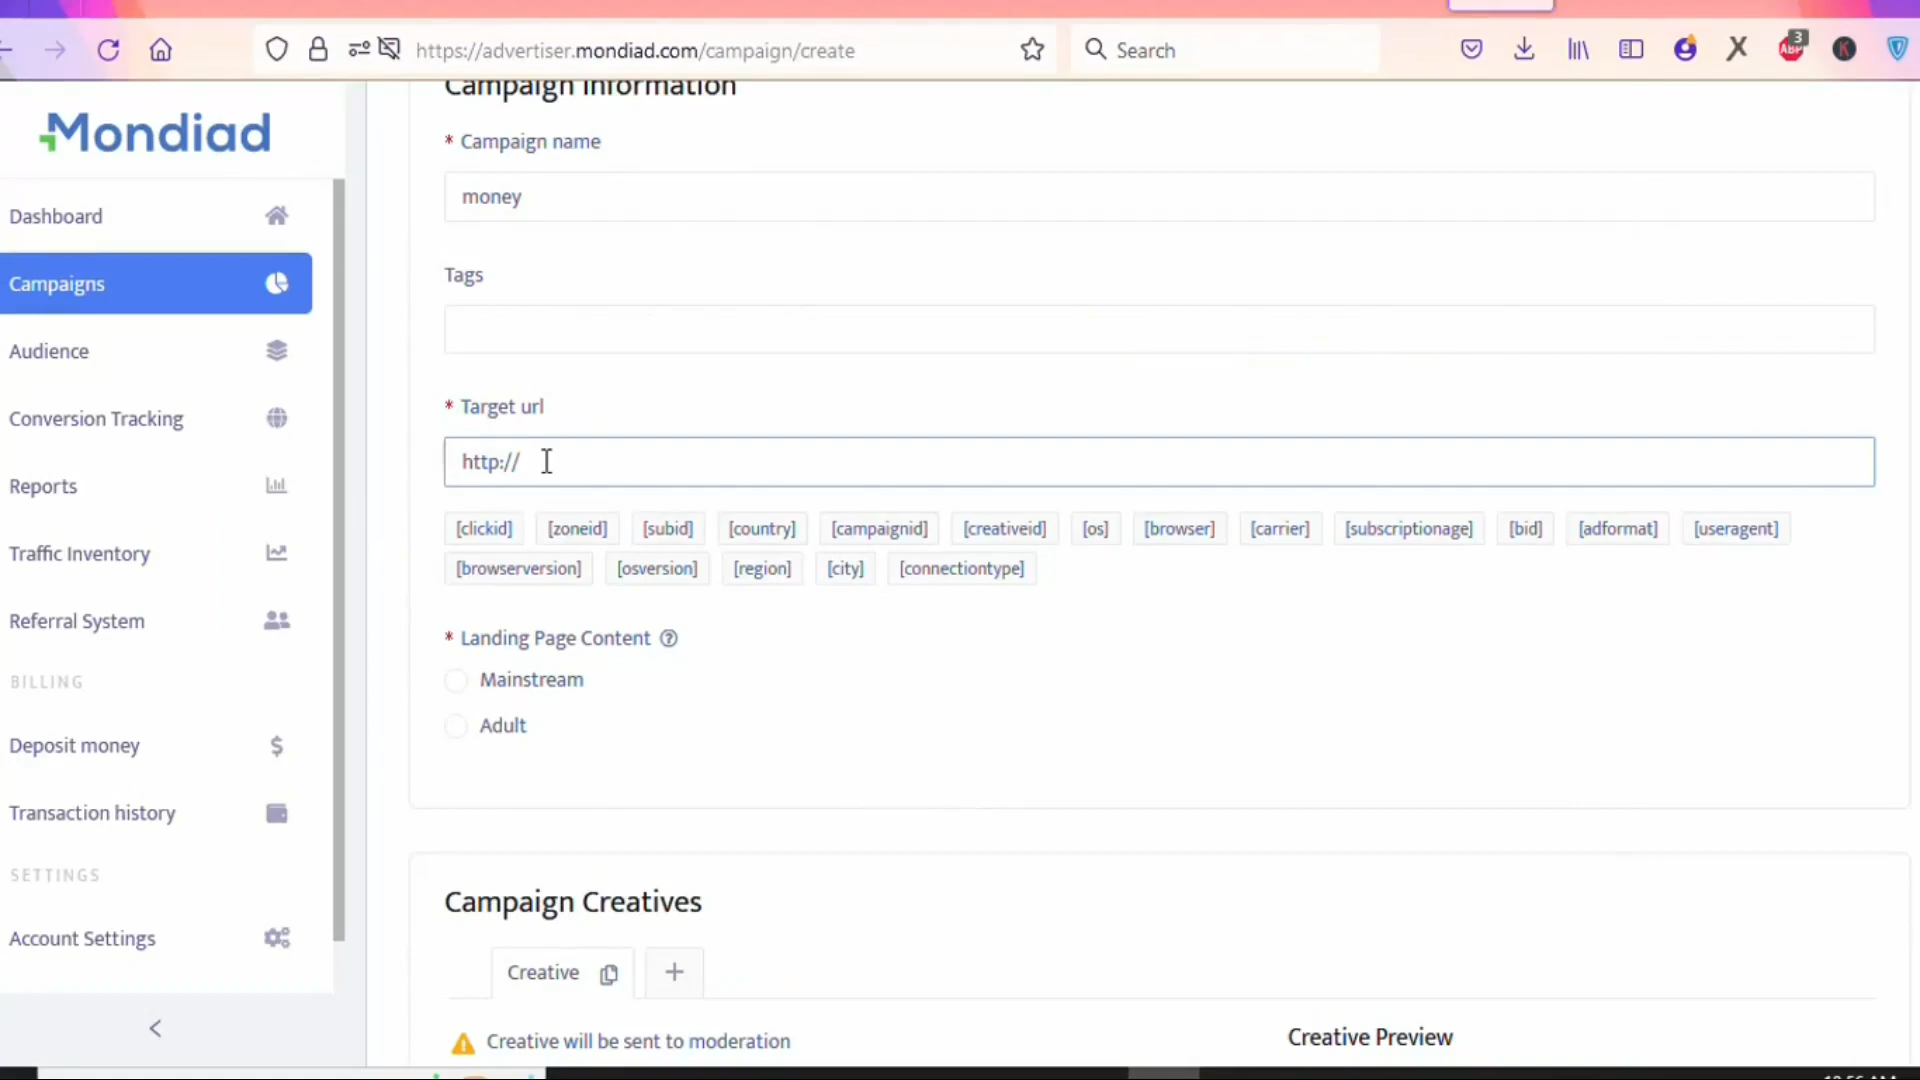 https://advertiser.mondiad.com/campaign/create
Search
ABP
3
K
Mondiad
Dashboard
Campaigns
Audience
Conversion Tracking
Reports
Traffic Inventory
Referral System
BILLING
Deposit money
$
Transaction history
SETTINGS
Account Settings
Campaign Information
* Campaign name
money
Tags
* Target url
http://
[clickid] [zoneid] [subid] [country] [campaignid] [creativeid] [os] [browser] [carrier] [subscriptionage] [bid] [adformat] [useragent]
[browserversion] [osversion] [region] [city] [connectiontype]
* Landing Page Content ?
Mainstream
Adult
Campaign Creatives
Creative +
Creative will be sent to moderation
Creative Preview